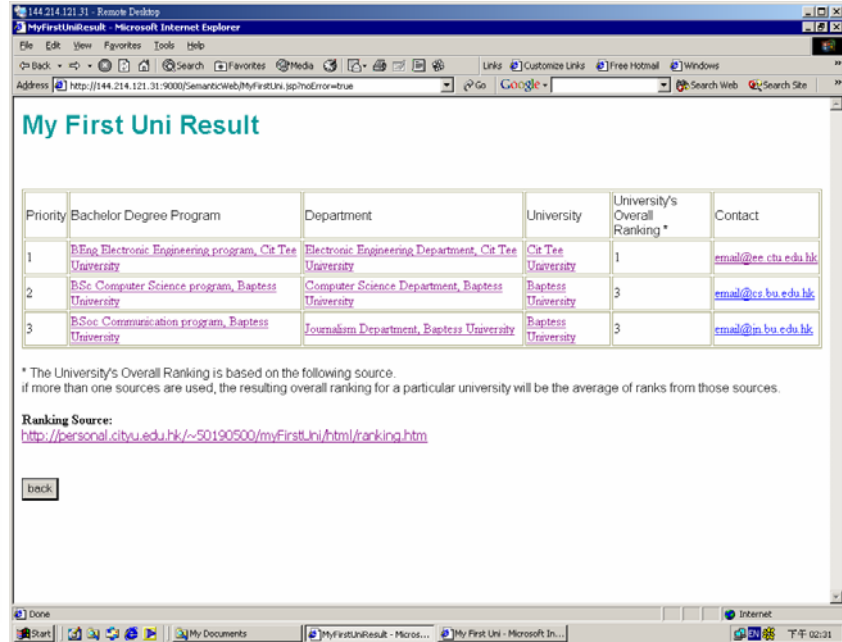 144.214.121.31 - Remote Desktop
MyFirstUniResult - Microsoft Internet Explorer
File Edit View Favorites Tools Help
Back Search Favorites Media Links Customize Links Free Hotmail Windows
Address http://144.214.121.31:9000/SemanticWeb/MyFirstUni.jsp?noError=true Go Google Search Web Search Site
My First Uni Result
Priority Bachelor Degree Program Department University University's Overall Ranking * Contact
1 BEng Electronic Engineering program, Cit Tee University Electronic Engineering Department, Cit Tee University Cit Tee University 1 email@ee.ctu.edu.hk
2 BSc Computer Science program, Baptess University Computer Science Department, Baptess University Baptess University 3 email@cs.bu.edu.hk
3 BSoc Communication program, Baptess University Journalism Department, Baptess University Baptess University 3 email@jn.bu.edu.hk
* The University's Overall Ranking is based on the following source.
if more than one sources are used, the resulting overall ranking for a particular university will be the average of ranks from those sources.
Ranking Source:
http://personal.cityu.edu.hk/~50190500/myFirstUni/html/ranking.htm
back
Done Internet
Start My Documents MyFirstUniResult - Micros... My First Uni - Microsoft In... EN 下午 02:31